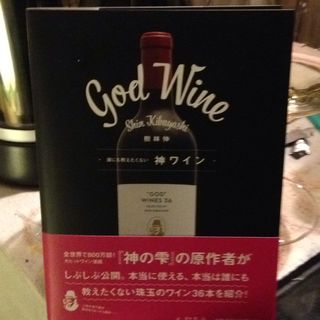 God Wine
Shin Kibayashi
樹林 伸
誰にも教えたくない 神ワイン
"GOD"
WINES 36
全世界で800万部!
『神の雫』の原作者が
しぶしぶ公開。本当に使える、本当は誰にも
教えたくない珠玉のワイン36本を紹介!